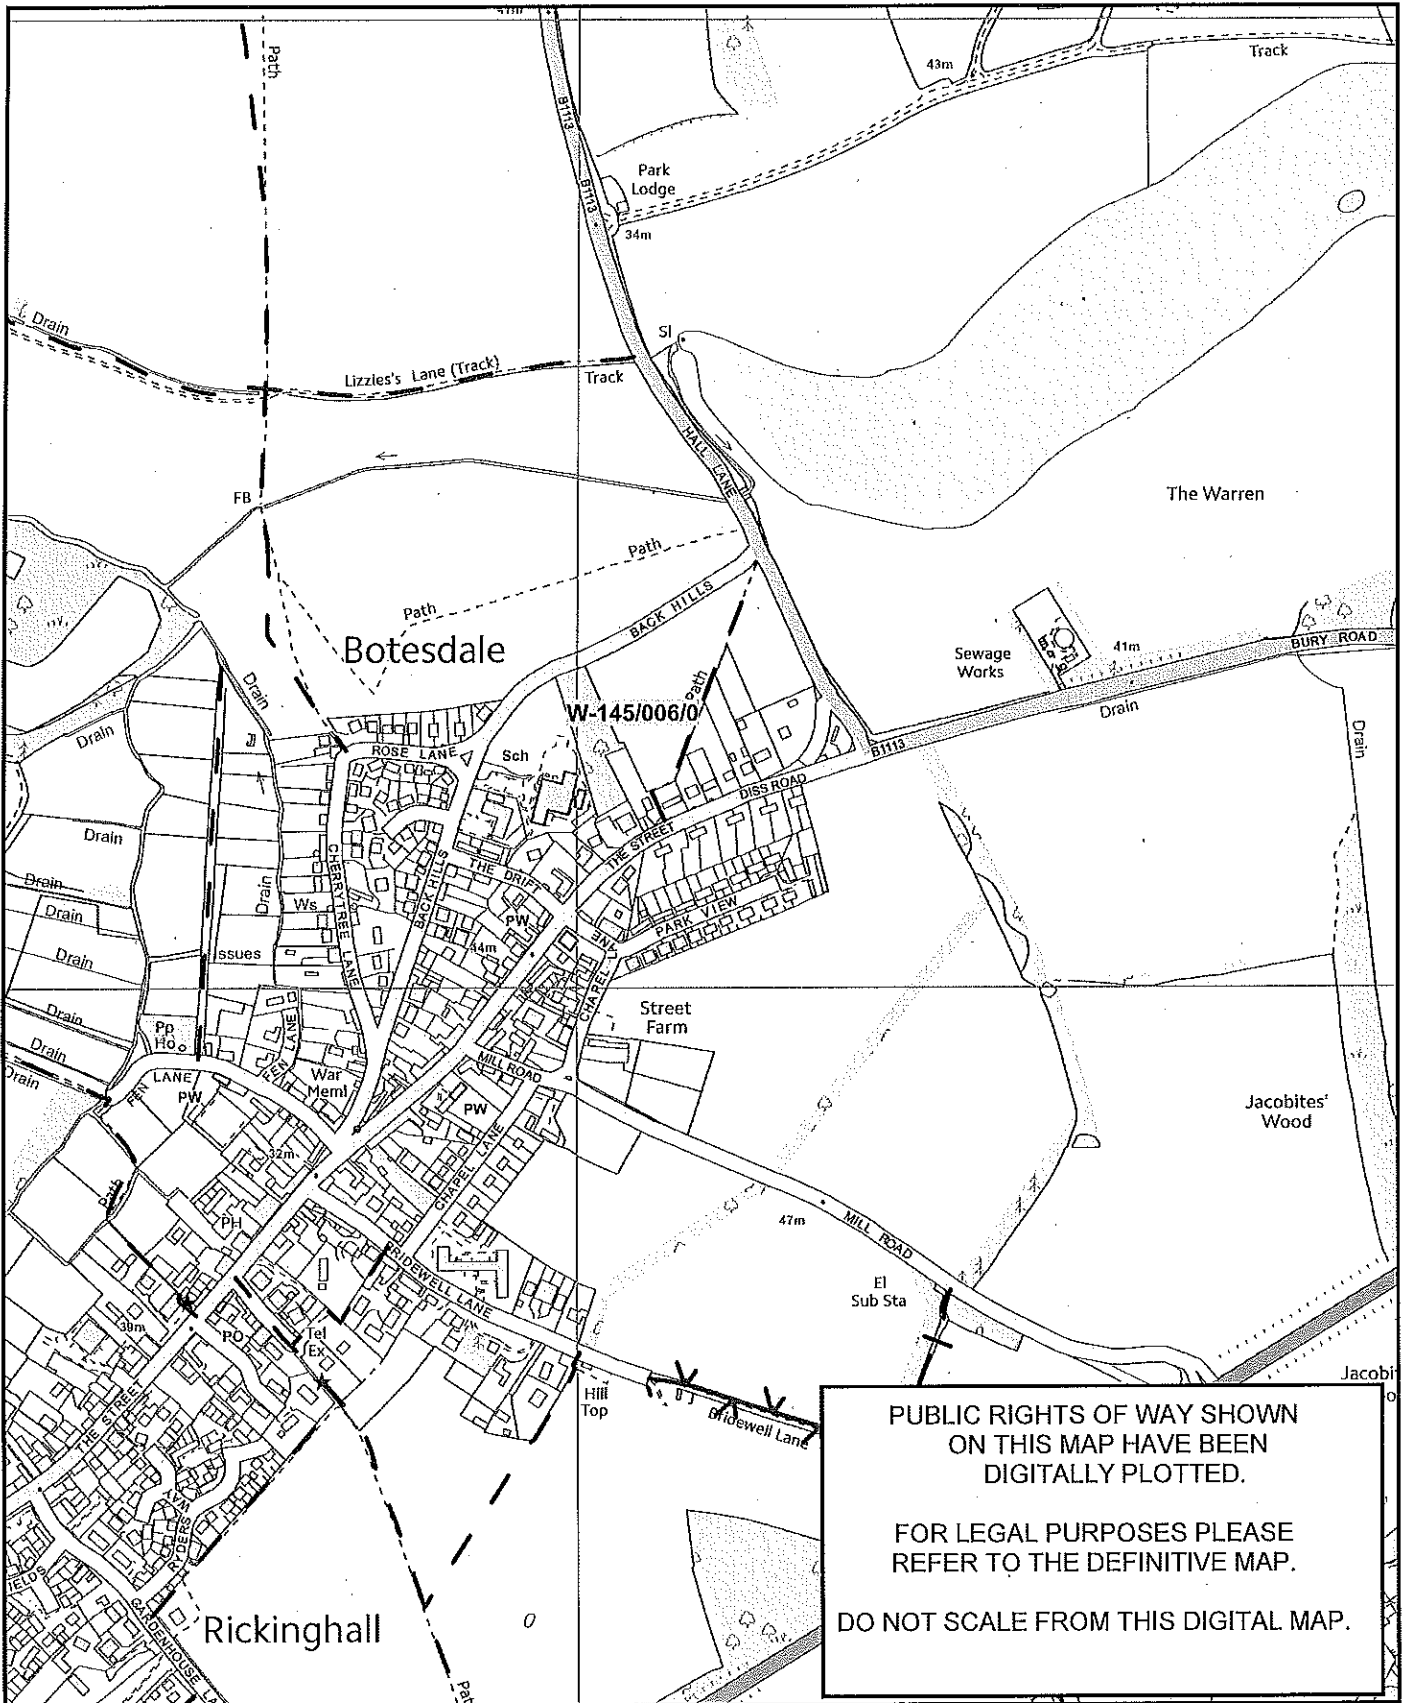 Path
B1113
43m
Track
B1113
Park
Lodge
34m
Drain
Lizzies's Lane (Track)
Track
Sl
HALL LANE
FB
The Warren
Path
Path
BACK HILLS
Botesdale
Sewage
Works
41m
BURY ROAD
Drain
Drain
Drain
Drain
W-145/006/0
Path
ROSE LANE
Sch
B1113
DISS ROAD
THE STREET
Drain
Drain
Drain
Drain
Drain
Drain
Drain
Drain
CHERRYTREE LANE
BACK HILLS
THE DRIFT
Ws
PW
44m
PARK VIEW
CHAPEL LANE
Issues
Street
Farm
Pp
Ho
FEN LANE
FEN LANE
PW
War
Meml
MILL ROAD
PW
Jacobites'
Wood
32m
CHAPEL LANE
Path
PH
47m
MILL ROAD
BRIDEWELL LANE
El
Sub Sta
39m
PO
Tel
Ex
THE STREET
Hill
Top
Bridewell Lane
RYDERS WAY
GARDENHOUSE LA
Rickinghall
0
PUBLIC RIGHTS OF WAY SHOWN
ON THIS MAP HAVE BEEN
DIGITALLY PLOTTED.
FOR LEGAL PURPOSES PLEASE
REFER TO THE DEFINITIVE MAP.
DO NOT SCALE FROM THIS DIGITAL MAP.